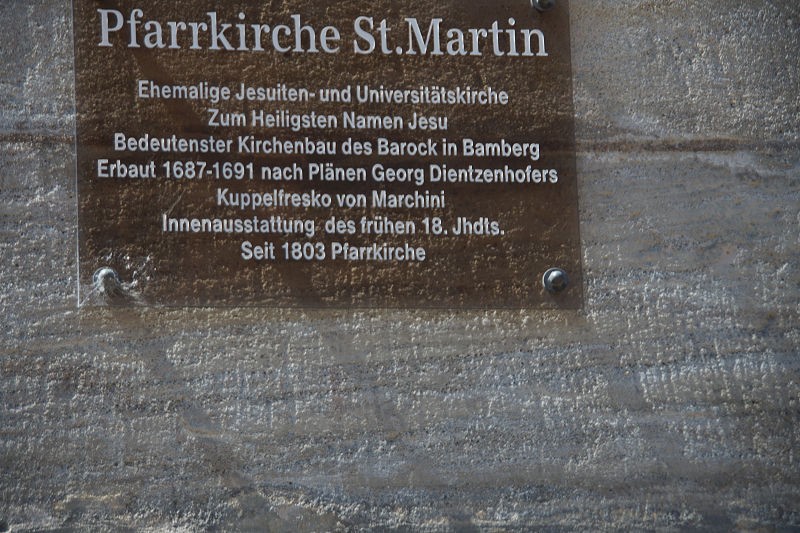 Pfarrkirche St.Martin
Ehemalige Jesuiten- und Universitätskirche
Zum Heiligsten Namen Jesu
Bedeutenster Kirchenbau des Barock in Bamberg
Erbaut 1687-1691 nach Plänen Georg Dientzenhofers
Kuppelfresko von Marchini
Innenausstattung des frühen 18. Jhdts.
Seit 1803 Pfarrkirche